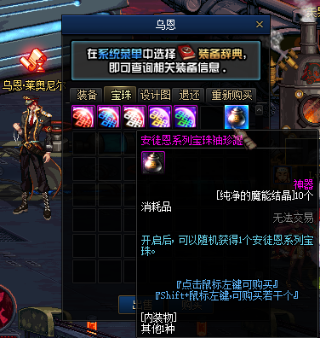 乌恩
在系统菜单中选择 装备辞典，
即可查询相关装备信息。
乌恩·莱奥尼尔
装备 宝珠 设计图 退还 重新购买
安徒恩系列宝珠袖珍罐
神器
[纯净的魔能结晶]10个
消耗品
无法交易
开启后，可以随机获得1个安徒恩系列宝
珠。
『点击鼠标左键可购买』
『Shift+鼠标左键,可购买若干个』
[内装物]
其他1种